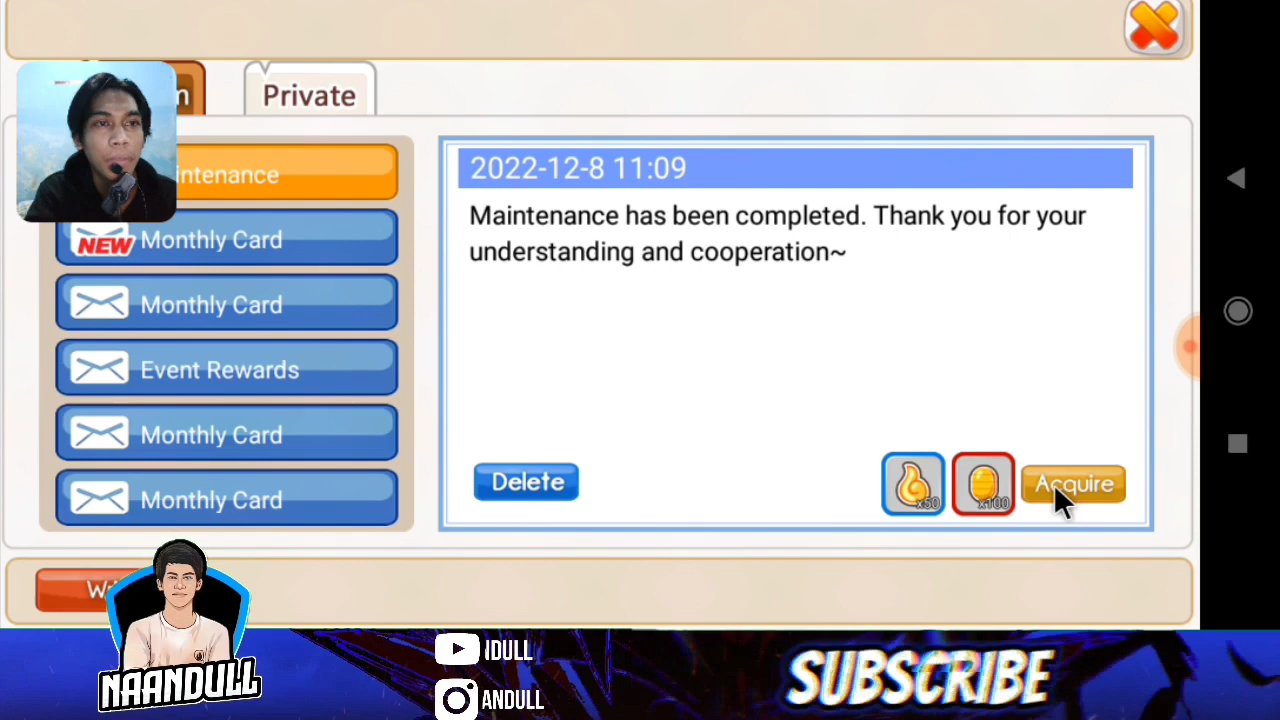 Private
2022-12-8 11:09
Maintenance has been completed. Thank you for your
understanding and cooperation~
intenance
NEW Monthly Card
Monthly Card
Event Rewards
Monthly Card
Monthly Card
Delete
x50
x100
Acquire
NAANDULL
IDULL
ANDULL
SUBSCRIBE